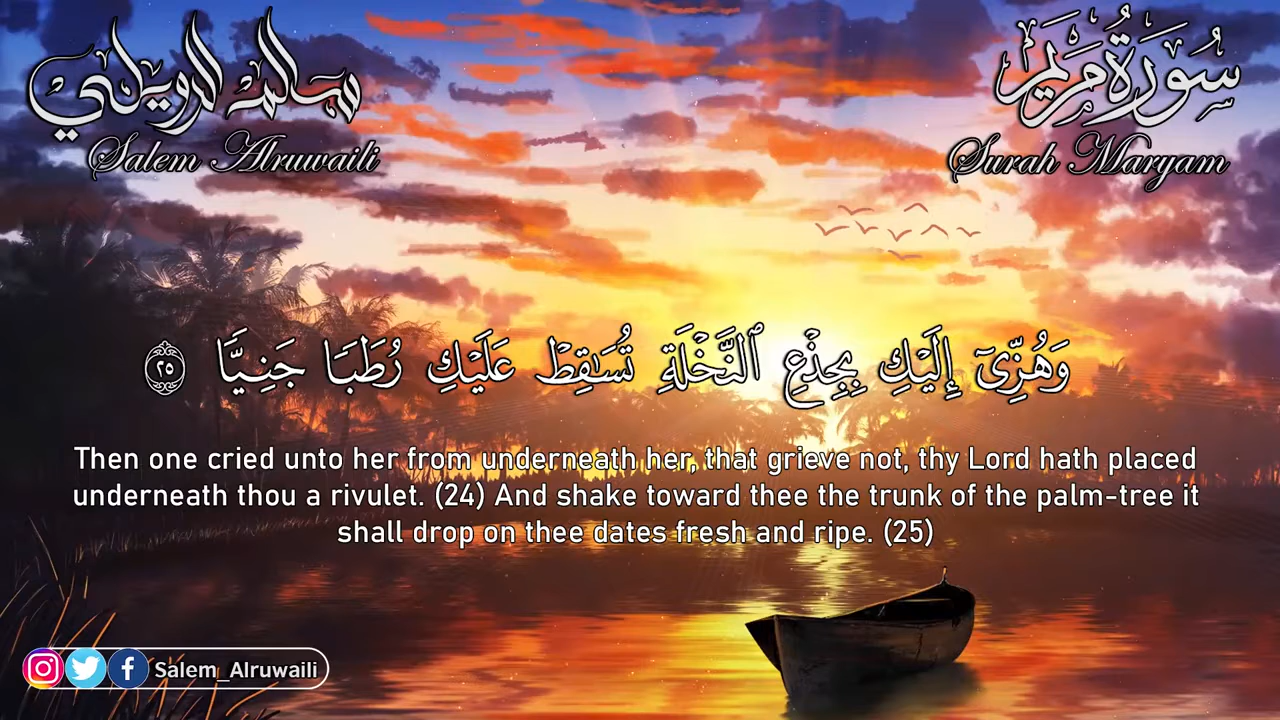 سالم الرويلي
Salem Alruwaili
سُورَةُ مَرْيَم
Surah Maryam
وَهُزِّىٓ إِلَيْكِ بِجِذْعِ ٱلنَّخْلَةِ تُسَٰقِطْ عَلَيْكِ رُطَبًا جَنِيًّا ٢٥
Then one cried unto her from underneath her, that grieve not, thy Lord hath placed
underneath thou a rivulet. (24) And shake toward thee the trunk of the palm-tree it
shall drop on thee dates fresh and ripe. (25)
Salem_Alruwaili